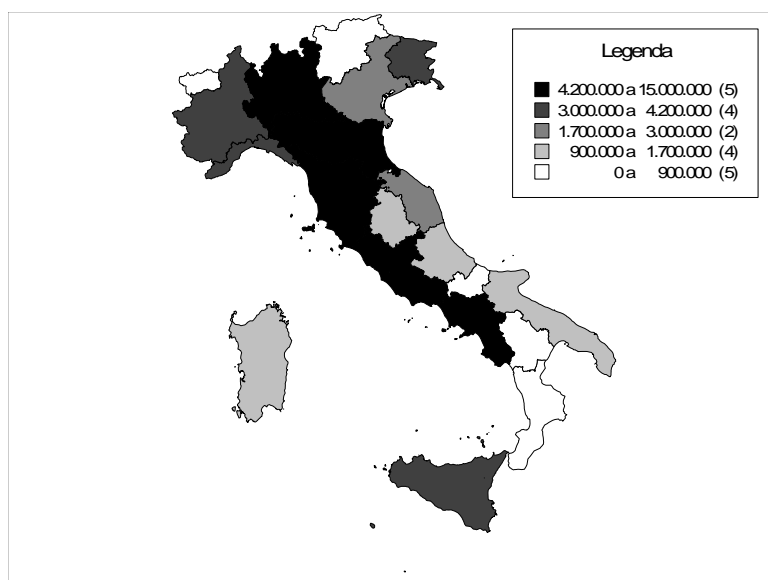 Legenda
4.200.000 a 15.000.000 (5)
3.000.000 a 4.200.000 (4)
1.700.000 a 3.000.000 (2)
900.000 a 1.700.000 (4)
0 a 900.000 (5)